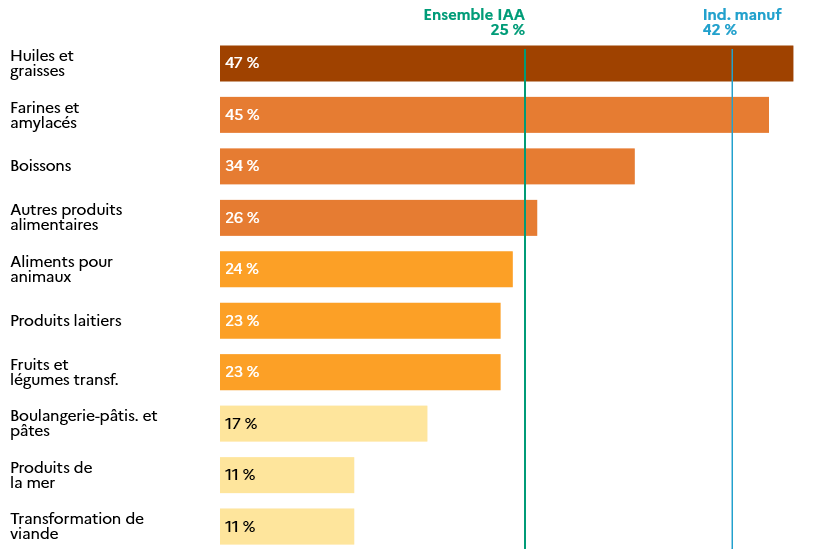 Ensemble IAA
25 %
Ind. manuf
42 %
Huiles et
graisses
47 %
Farines et
amylacés
45 %
Boissons
34 %
Autres produits
alimentaires
26 %
Aliments pour
animaux
24 %
Produits laitiers
23 %
Fruits et
légumes transf.
23 %
Boulangerie-pâtis. et
pâtes
17 %
Produits de
la mer
11 %
Transformation de
viande
11 %